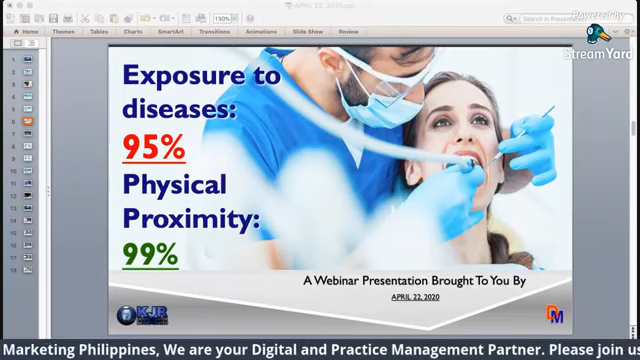 APRIL 22, 2020.ppt
130%
Search in Presentation
Powered by
StreamYard
Home
Themes
Tables
Charts
SmartArt
Transitions
Animations
Slide Show
Review
Exposure to
diseases:
95%
Physical
Proximity:
99%
A Webinar Presentation Brought To You By
APRIL 22, 2020
KJR
DM
Marketing Philippines, We are your Digital and Practice Management Partner. Please join us